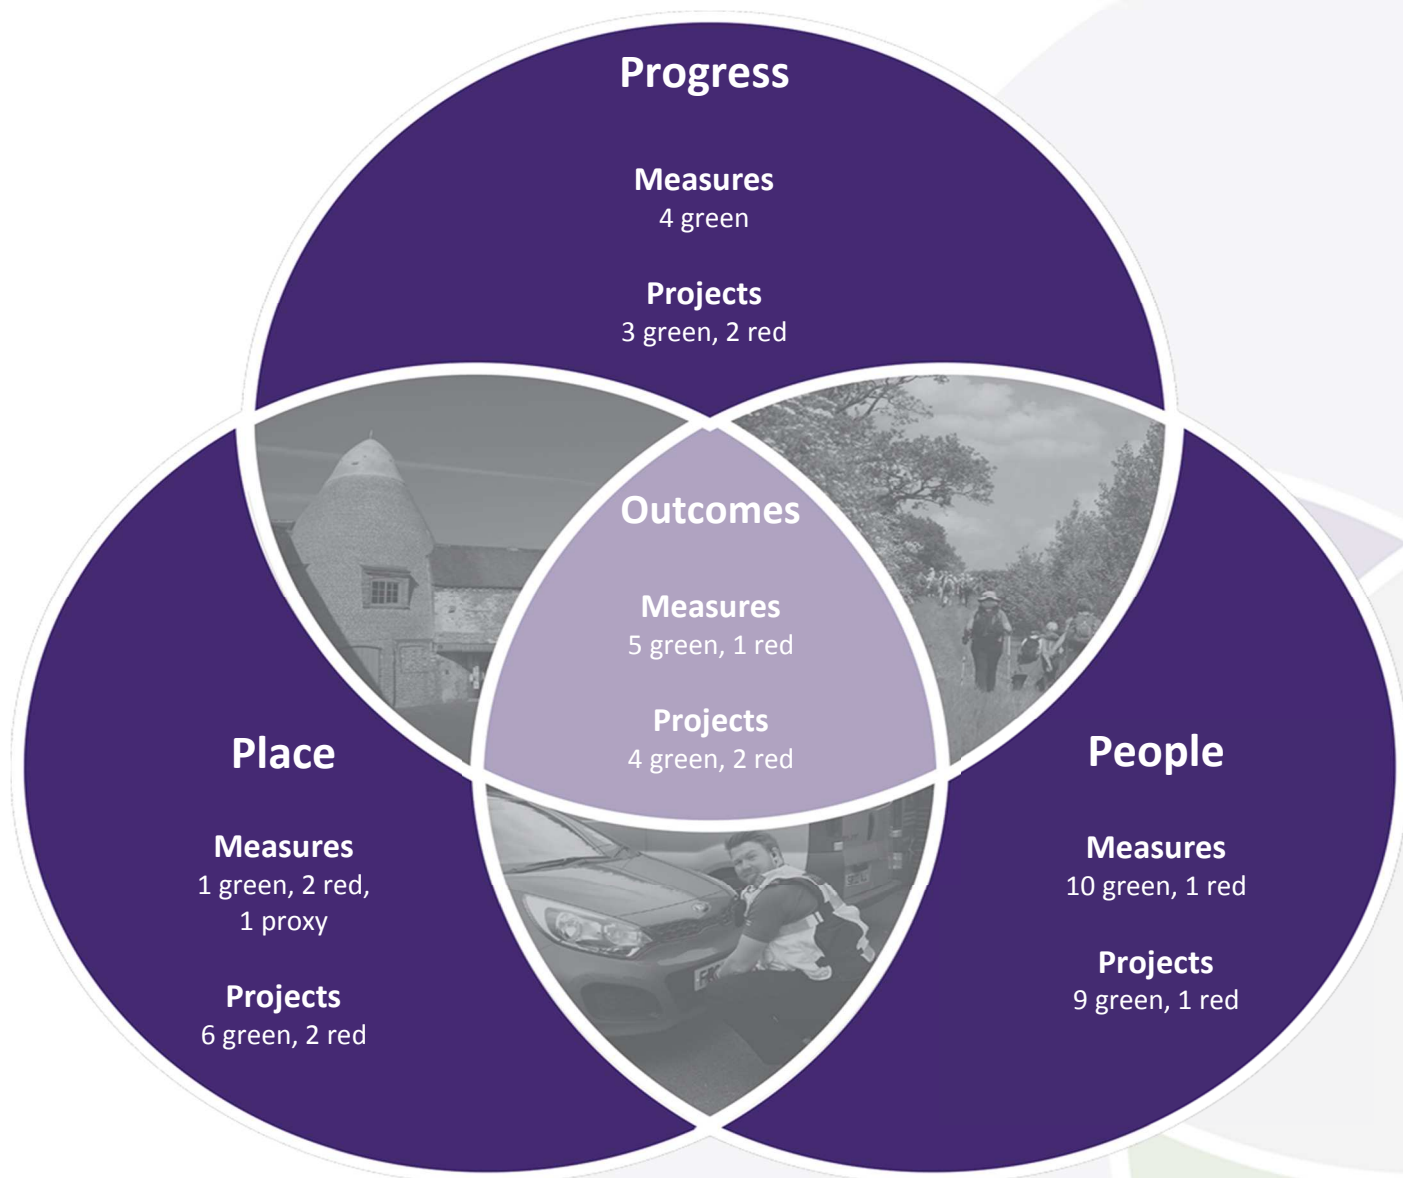 Progress
Measures
4 green
Projects
3 green, 2 red
Outcomes
Measures
5 green, 1 red
Projects
4 green, 2 red
Place
Measures
1 green, 2 red,
1 proxy
Projects
6 green, 2 red
People
Measures
10 green, 1 red
Projects
9 green, 1 red